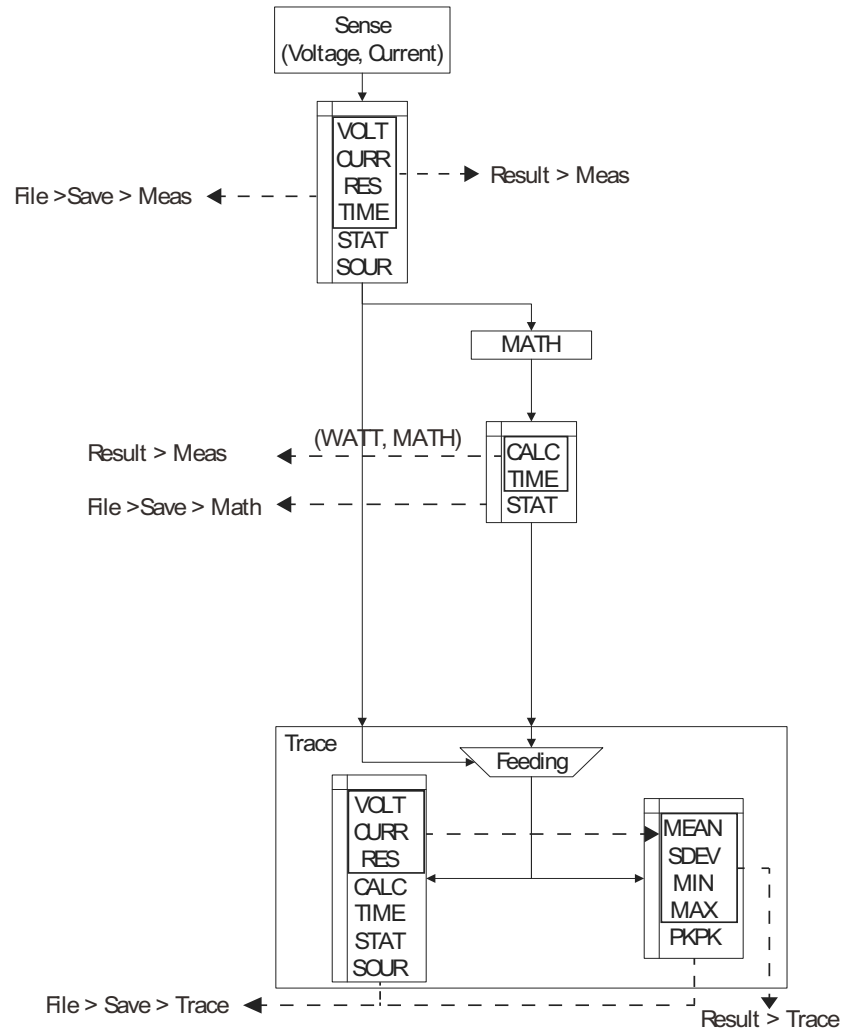 Sense
(Voltage, Current)
VOLT
CURR
RES
TIME
STAT
SOUR
File >Save > Meas
Result > Meas
MATH
(WATT, MATH)
CALC
TIME
STAT
Result > Meas
File >Save > Math
Trace
Feeding
VOLT
CURR
RES
CALC
TIME
STAT
SOUR
MEAN
SDEV
MIN
MAX
PKPK
File > Save > Trace
Result > Trace